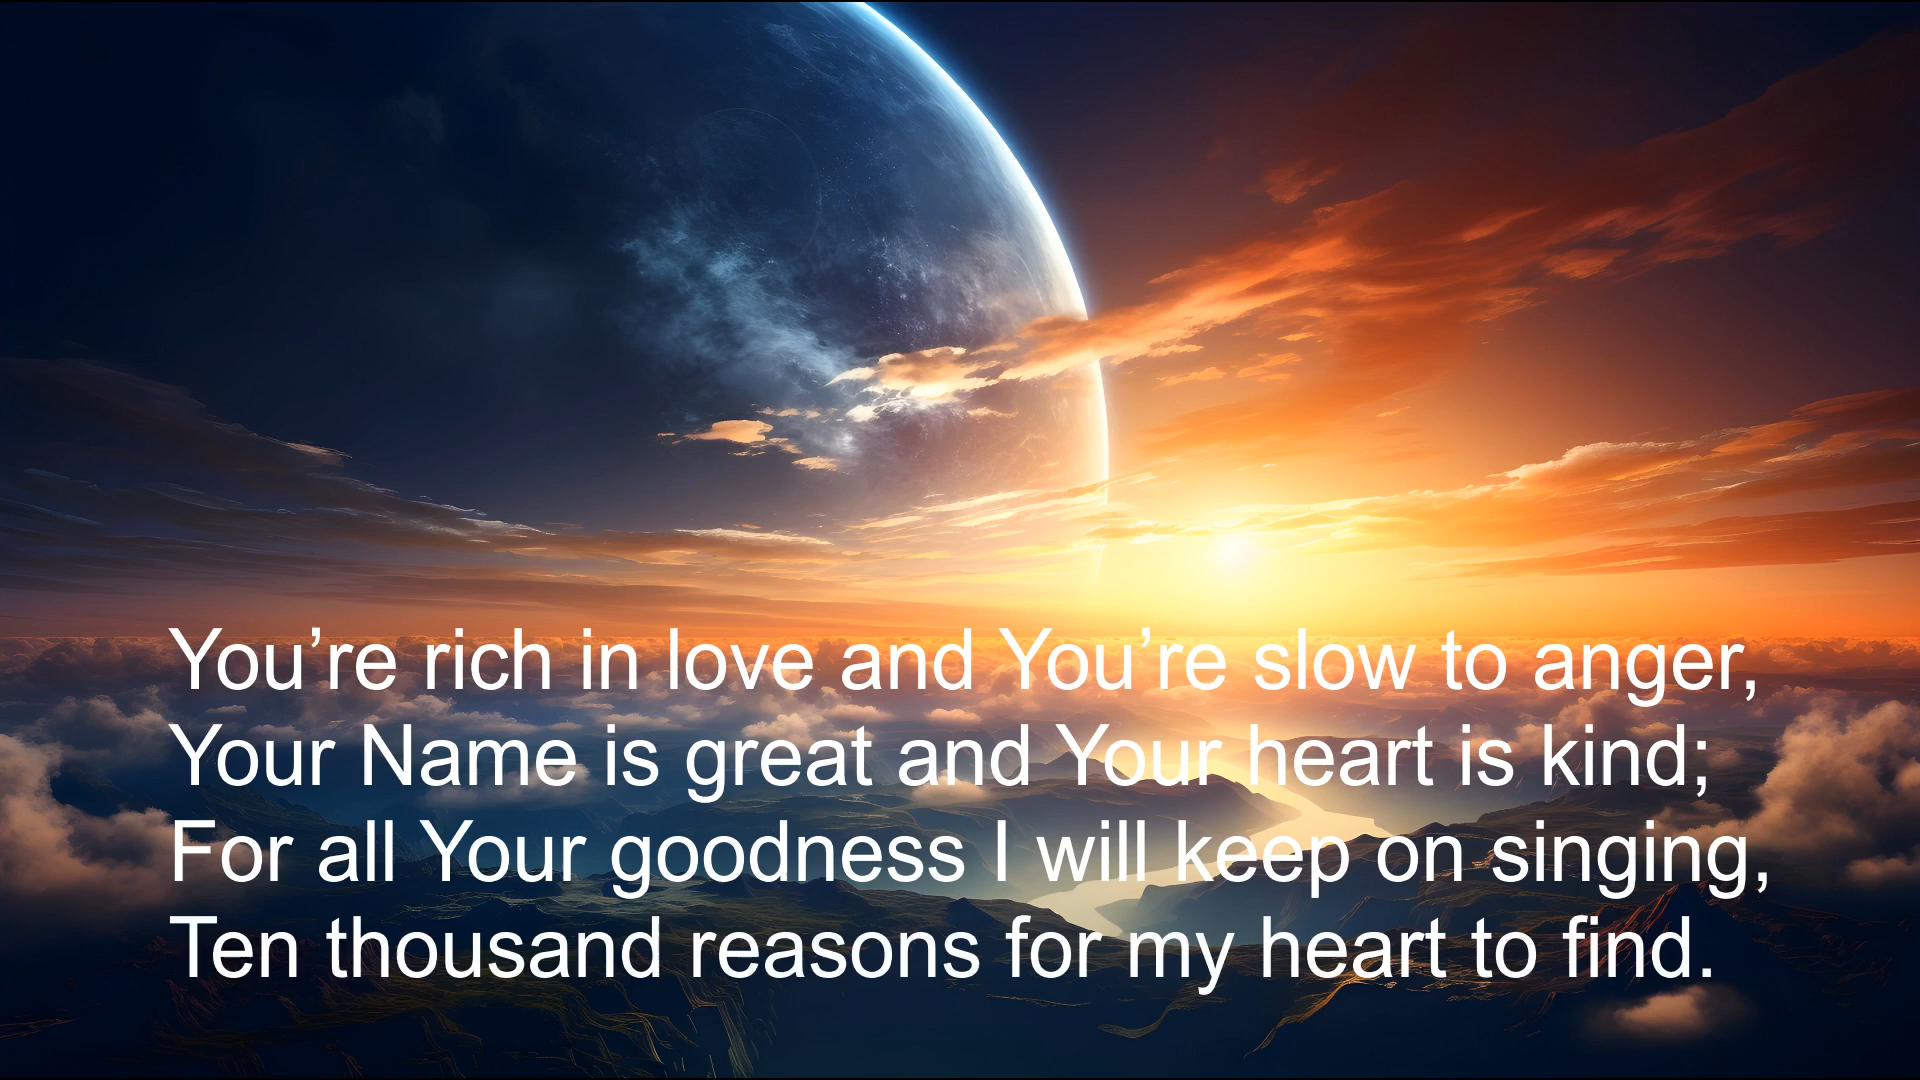 You’re rich in love and You’re slow to anger,
Your Name is great and Your heart is kind;
For all Your goodness I will keep on singing,
Ten thousand reasons for my heart to find.